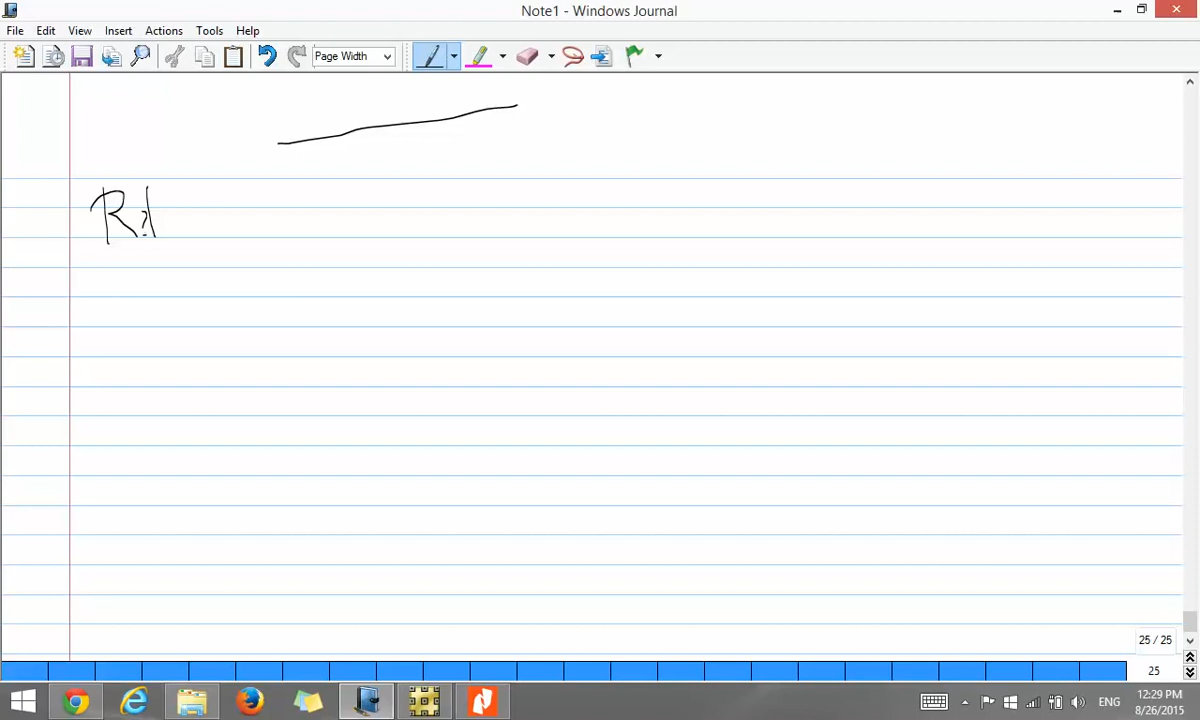 Note1 - Windows Journal
File Edit View Insert Actions Tools Help
Page Width
25 / 25
25
ENG
12:29 PM
8/26/2015